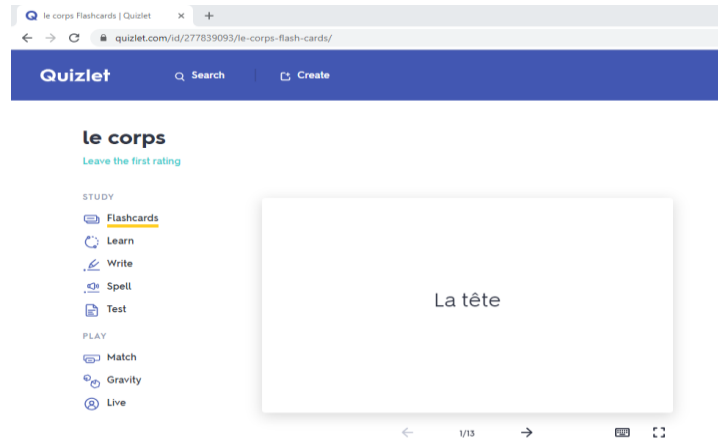 le corps Flashcards | Quizlet
quizlet.com/id/277839093/le-corps-flash-cards/
Quizlet Search Create
le corps
Leave the first rating
STUDY
Flashcards
Learn
Write
Spell
Test
PLAY
Match
Gravity
Live
La tête
1/13